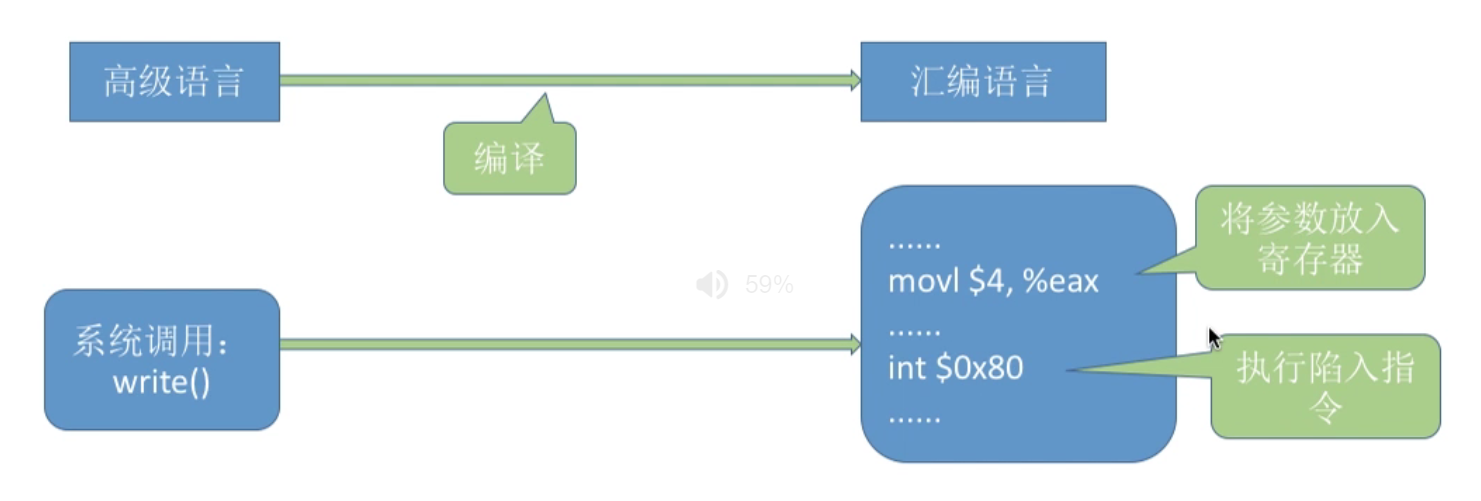 高级语言
汇编语言
编译
将参数放入
寄存器
......
movl $4, %eax
......
int $0x80
......
59%
系统调用：
write()
执行陷入指
令